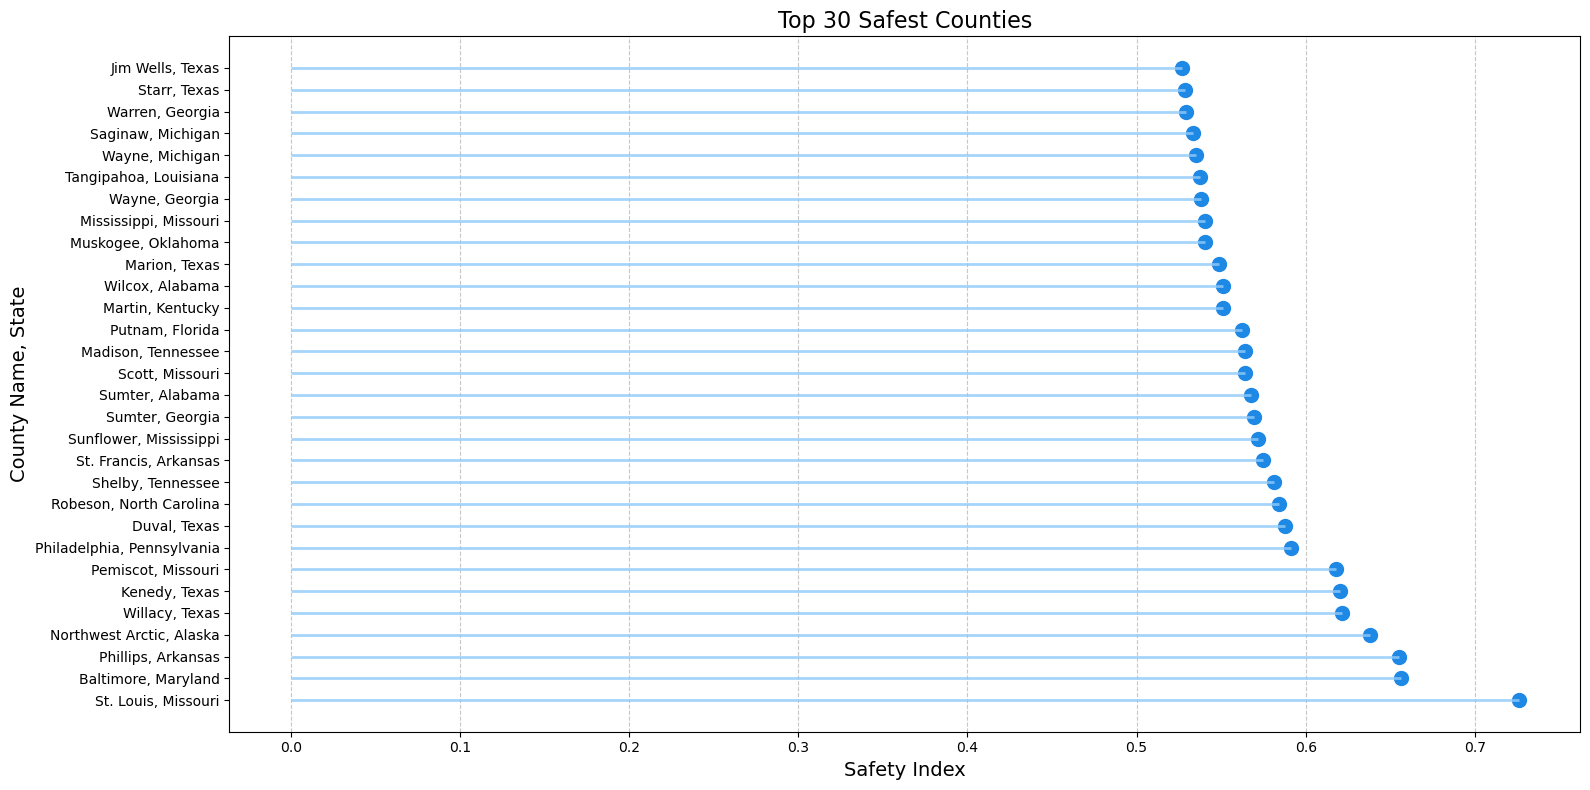 Top 30 Safest Counties
County Name, State
Jim Wells, Texas
Starr, Texas
Warren, Georgia
Saginaw, Michigan
Wayne, Michigan
Tangipahoa, Louisiana
Wayne, Georgia
Mississippi, Missouri
Muskogee, Oklahoma
Marion, Texas
Wilcox, Alabama
Martin, Kentucky
Putnam, Florida
Madison, Tennessee
Scott, Missouri
Sumter, Alabama
Sumter, Georgia
Sunflower, Mississippi
St. Francis, Arkansas
Shelby, Tennessee
Robeson, North Carolina
Duval, Texas
Philadelphia, Pennsylvania
Pemiscot, Missouri
Kenedy, Texas
Willacy, Texas
Northwest Arctic, Alaska
Phillips, Arkansas
Baltimore, Maryland
St. Louis, Missouri
0.0 0.1 0.2 0.3 0.4 0.5 0.6 0.7
Safety Index